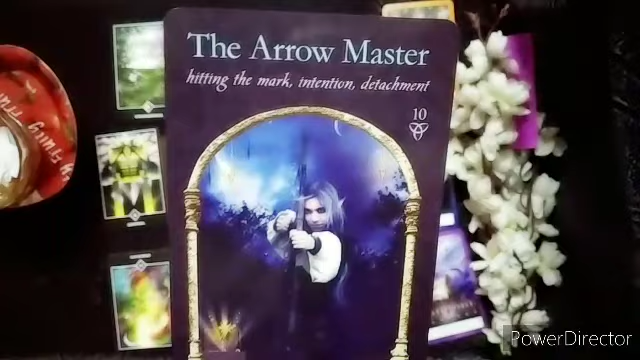 The Arrow Master
hitting the mark, intention, detachment
10
PowerDirector